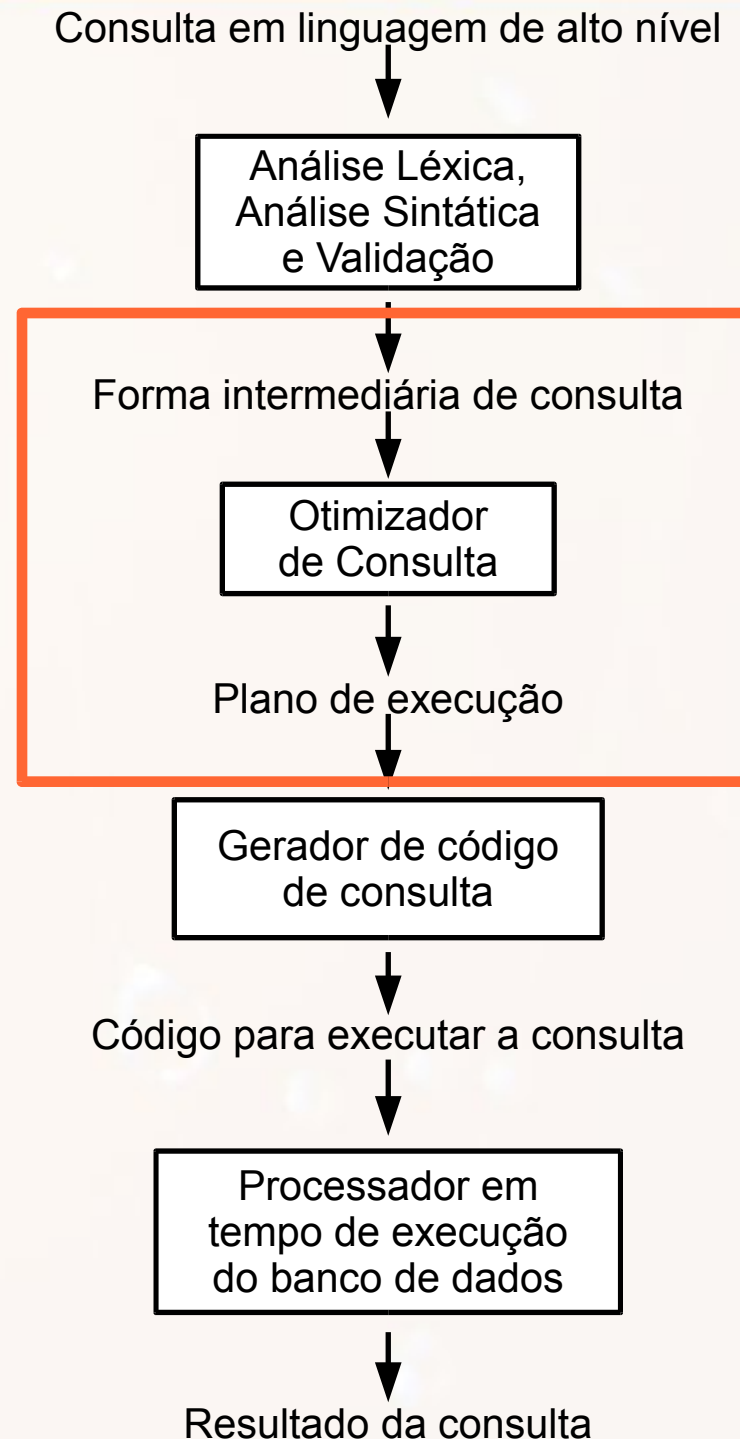 Consulta em linguagem de alto nível
Análise Léxica,
Análise Sintática
e Validação
Forma intermediária de consulta
Otimizador
de Consulta
Plano de execução
Gerador de código
de consulta
Código para executar a consulta
Processador em
tempo de execução
do banco de dados
Resultado da consulta